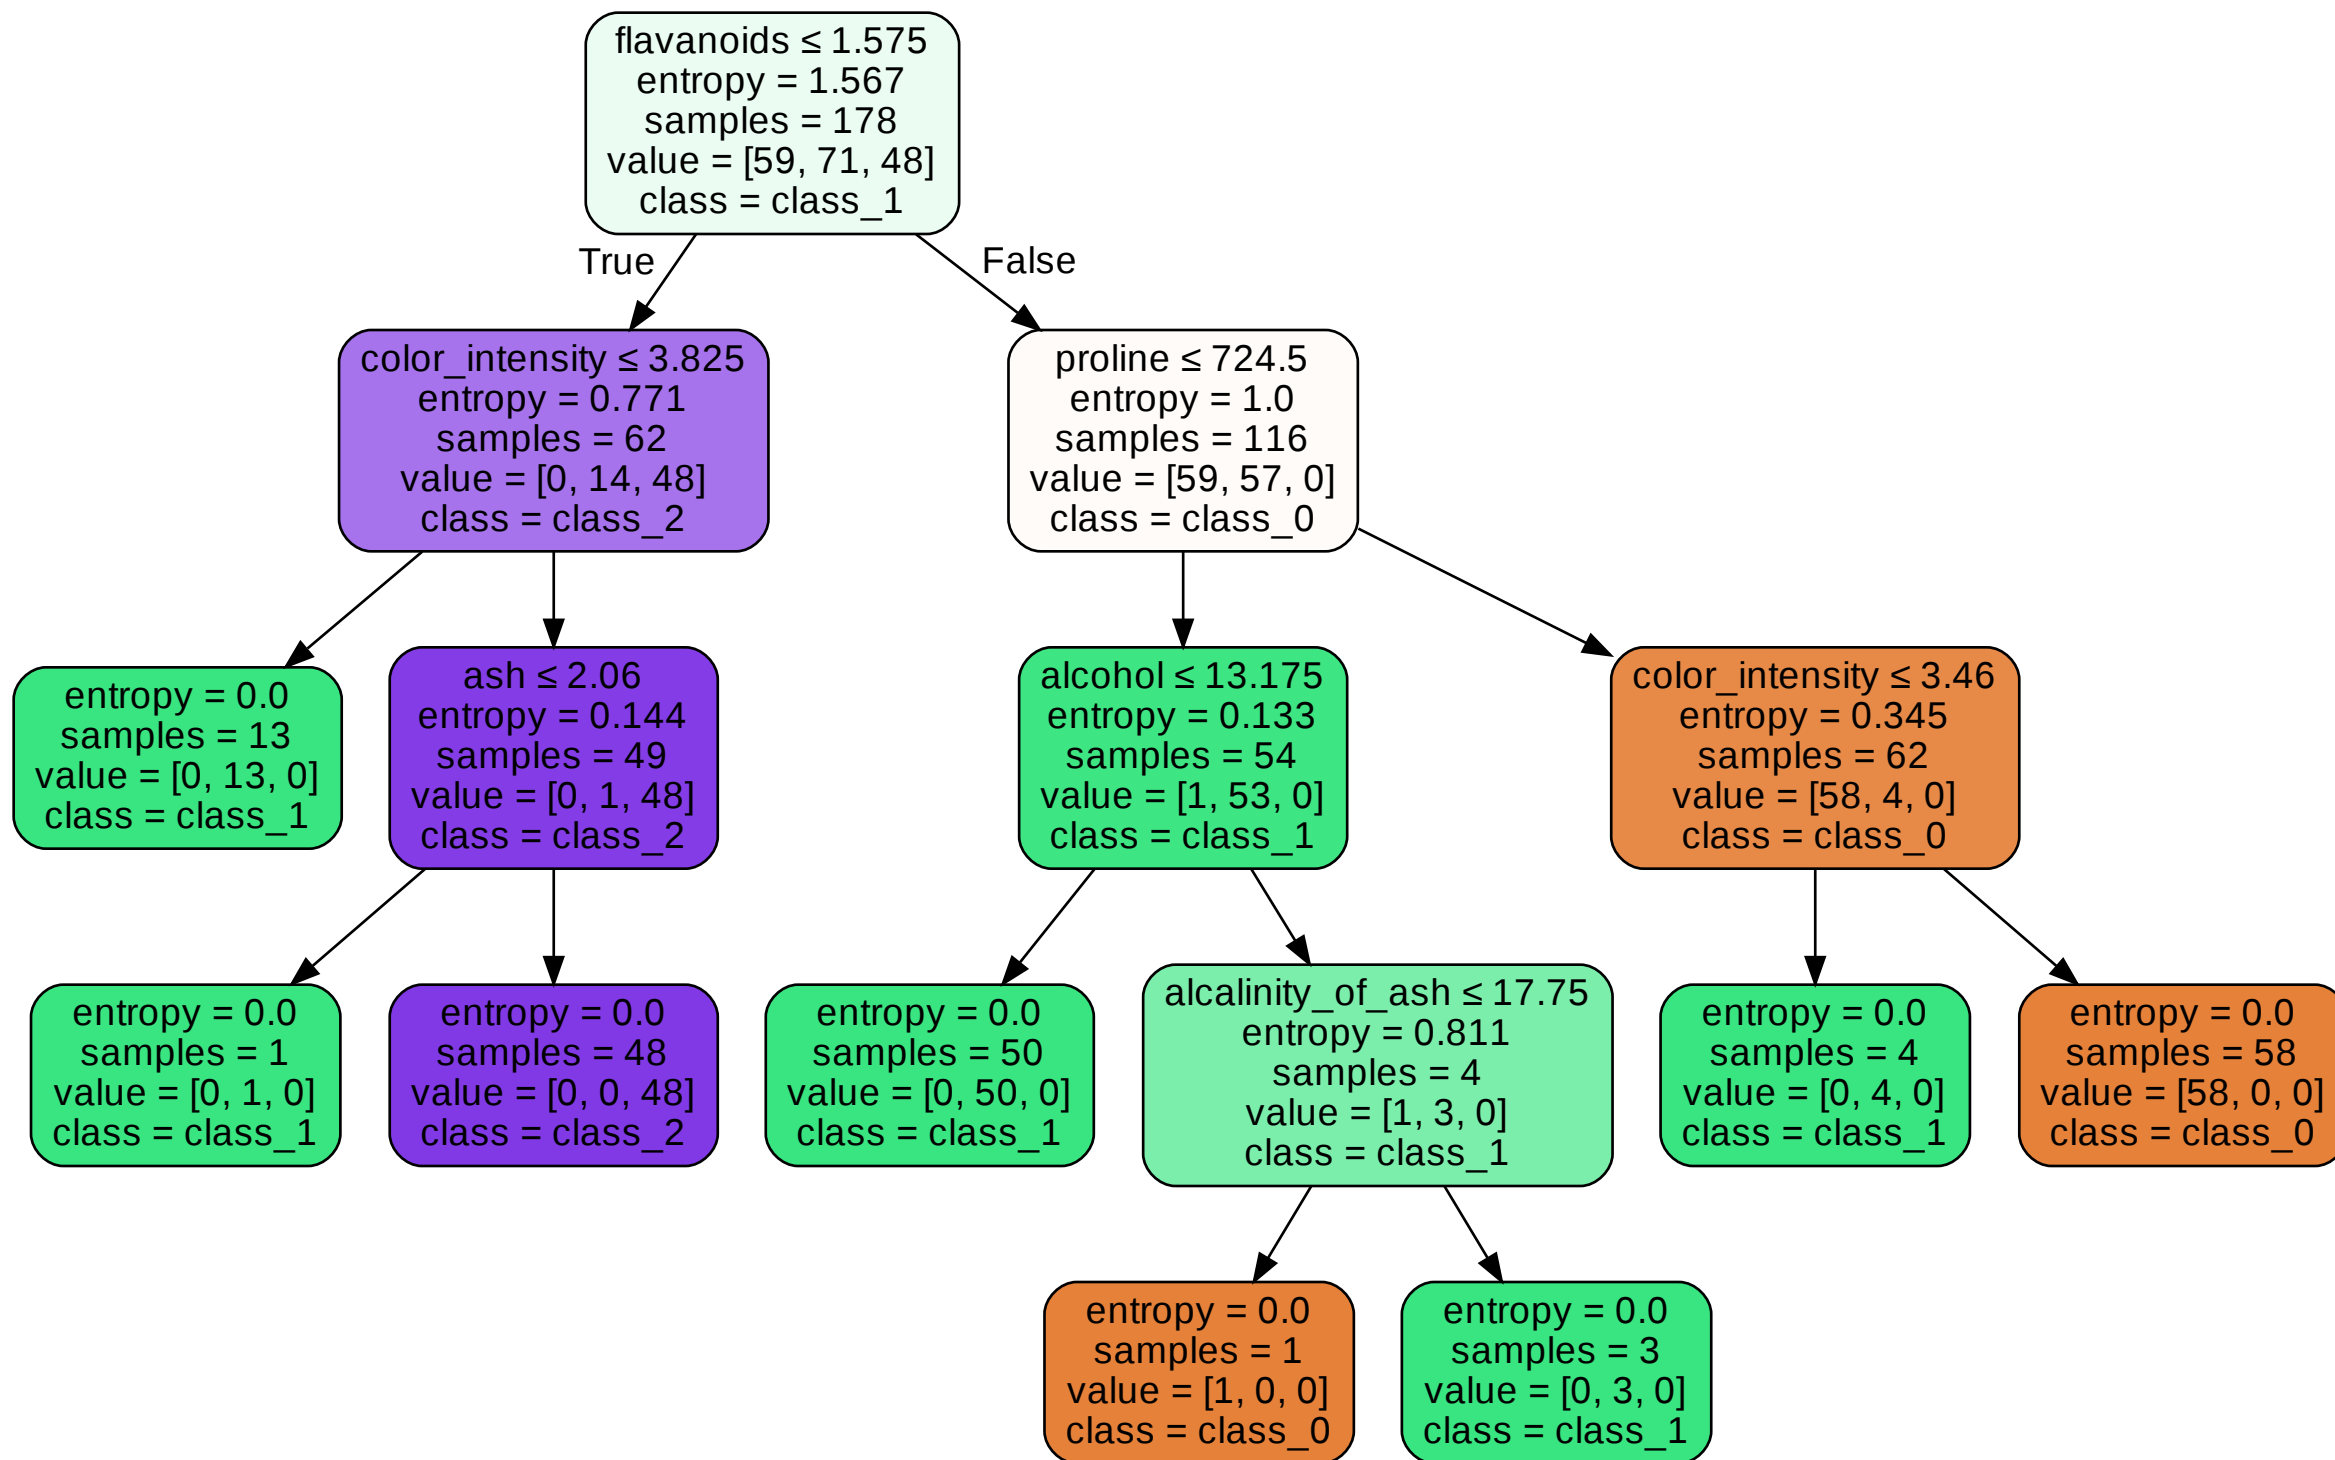 flavanoids ≤ 1.575
entropy = 1.567
samples = 178
value = [59, 71, 48]
class = class_1
True
False
color_intensity ≤ 3.825
entropy = 0.771
samples = 62
value = [0, 14, 48]
class = class_2
proline ≤ 724.5
entropy = 1.0
samples = 116
value = [59, 57, 0]
class = class_0
entropy = 0.0
samples = 13
value = [0, 13, 0]
class = class_1
ash ≤ 2.06
entropy = 0.144
samples = 49
value = [0, 1, 48]
class = class_2
alcohol ≤ 13.175
entropy = 0.133
samples = 54
value = [1, 53, 0]
class = class_1
color_intensity ≤ 3.46
entropy = 0.345
samples = 62
value = [58, 4, 0]
class = class_0
entropy = 0.0
samples = 1
value = [0, 1, 0]
class = class_1
entropy = 0.0
samples = 48
value = [0, 0, 48]
class = class_2
entropy = 0.0
samples = 50
value = [0, 50, 0]
class = class_1
alcalinity_of_ash ≤ 17.75
entropy = 0.811
samples = 4
value = [1, 3, 0]
class = class_1
entropy = 0.0
samples = 4
value = [0, 4, 0]
class = class_1
entropy = 0.0
samples = 58
value = [58, 0, 0]
class = class_0
entropy = 0.0
samples = 1
value = [1, 0, 0]
class = class_0
entropy = 0.0
samples = 3
value = [0, 3, 0]
class = class_1